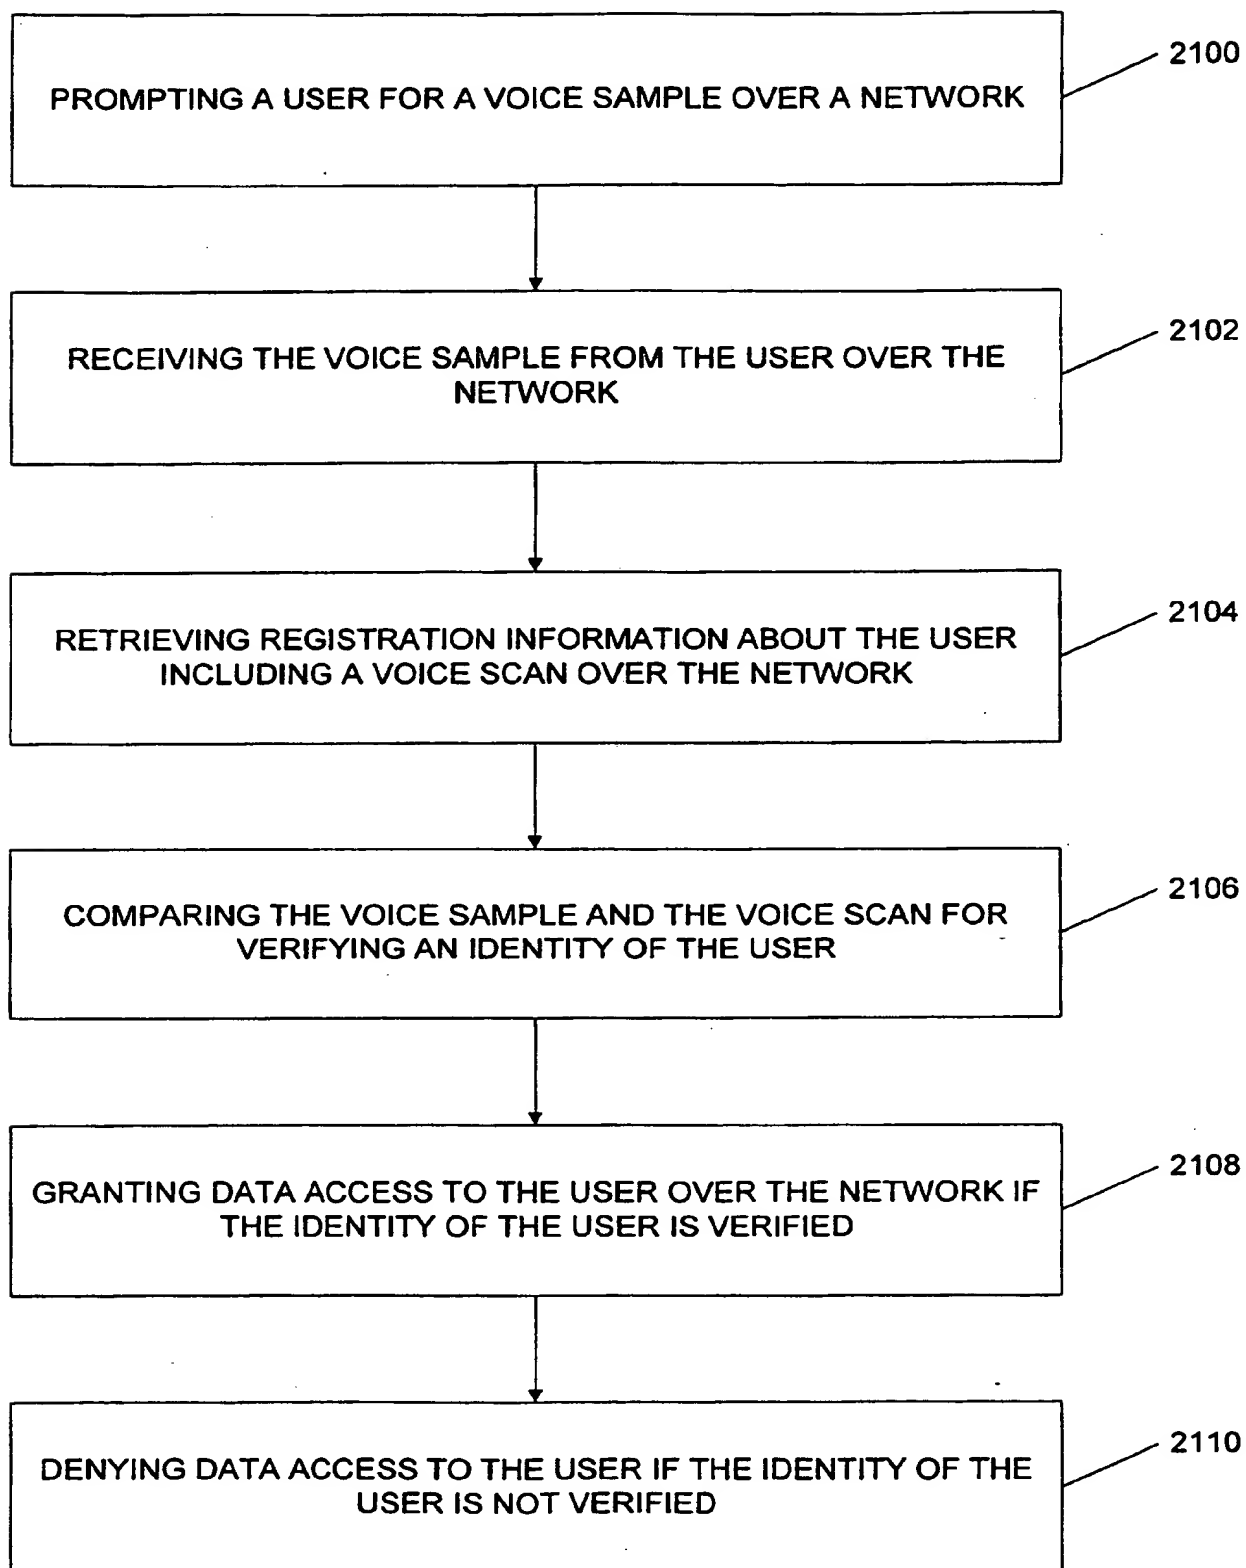 PROMPTING A USER FOR A VOICE SAMPLE OVER A NETWORK
2100
RECEIVING THE VOICE SAMPLE FROM THE USER OVER THE
NETWORK
2102
RETRIEVING REGISTRATION INFORMATION ABOUT THE USER
INCLUDING A VOICE SCAN OVER THE NETWORK
2104
COMPARING THE VOICE SAMPLE AND THE VOICE SCAN FOR
VERIFYING AN IDENTITY OF THE USER
2106
GRANTING DATA ACCESS TO THE USER OVER THE NETWORK IF
THE IDENTITY OF THE USER IS VERIFIED
2108
DENYING DATA ACCESS TO THE USER IF THE IDENTITY OF THE
USER IS NOT VERIFIED
2110